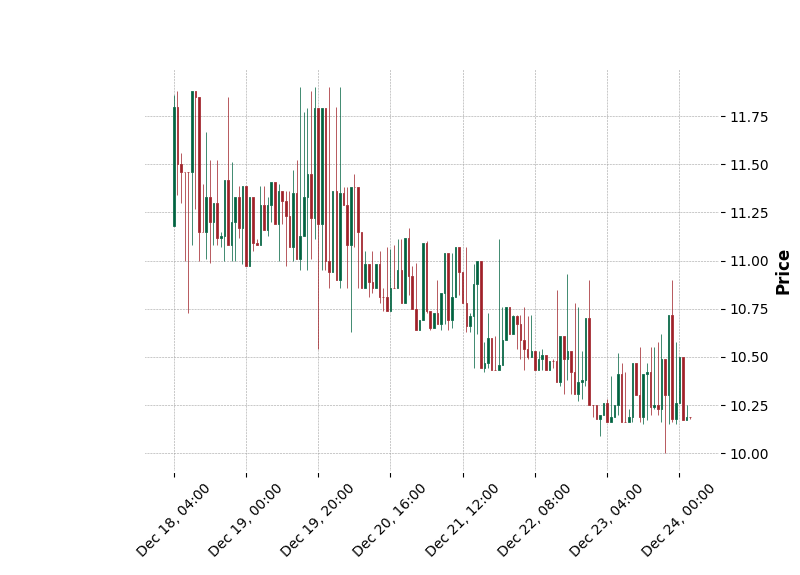 11.75
11.50
11.25
11.00
10.75
10.50
10.25
10.00
Price
Dec 18, 04:00
Dec 19, 00:00
Dec 19, 20:00
Dec 20, 16:00
Dec 21, 12:00
Dec 22, 08:00
Dec 23, 04:00
Dec 24, 00:00